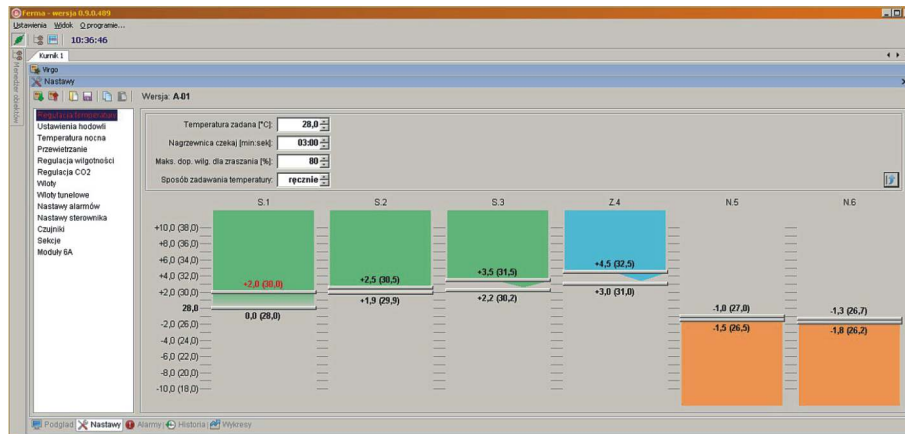 Ferma - wersja 0.9.0.489
Ustawienia Widok O programie...
10:36:46
Kurnik 1
Menedżer obiektów
Virgo
Nastawy
Wersja: A-01
Regulacja temperatury
Ustawienia hodowli
Temperatura nocna
Przewietrzanie
Regulacja wilgotności
Regulacja CO2
Wloty
Wloty tunelowe
Nastawy alarmów
Nastawy sterownika
Czujniki
Sekcje
Moduły 6A
Temperatura zadana [°C]: 28,0
Nagrzewnica czekaj [min:sek]: 03:00
Maks. dop. wilg. dla zraszania [%]: 80
Sposób zadawania temperatury: ręcznie
S.1 S.2 S.3 Z.4 N.5 N.6
+10,0 (38,0)
+8,0 (36,0)
+6,0 (34,0)
+4,0 (32,0)
+2,0 (30,0)
28,0
-2,0 (26,0)
-4,0 (24,0)
-6,0 (22,0)
-8,0 (20,0)
-10,0 (18,0)
+2,0 (30,0)
0,0 (28,0)
+2,5 (30,5)
+1,9 (29,9)
+3,5 (31,5)
+2,2 (30,2)
+4,5 (32,5)
+3,0 (31,0)
-1,0 (27,0)
-1,5 (26,5)
-1,3 (26,7)
-1,8 (26,2)
Podgląd Nastawy Alarmy Historia Wykresy